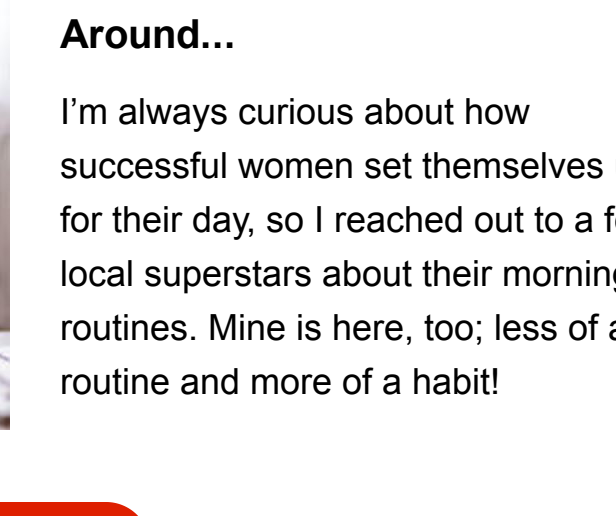 Around...
I’m always curious about how
successful women set themselves
for their day, so I reached out to a
local superstars about their
routines. Mine is here, too; less of
routine and more of a habit!